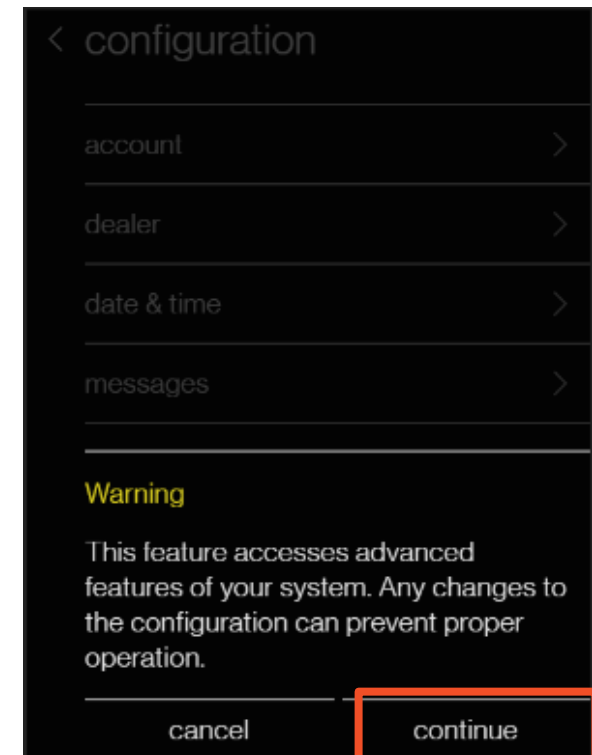 configuration
account
dealer
date & time
messages
Warning
This feature accesses advanced
features of your system. Any changes to
the configuration can prevent proper
operation.
cancel
continue